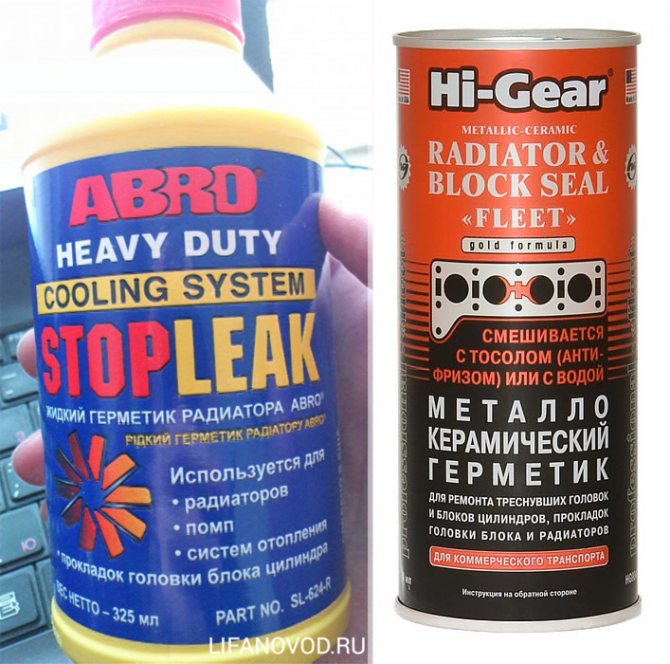 ABRO®
HEAVY DUTY
COOLING SYSTEM
STOPLEAK
ЖИДКИЙ ГЕРМЕТИК РАДИАТОРА ABRO®
РІДКИЙ ГЕРМЕТИК РАДІАТОРУ ABRO®
Используется для
• радиаторов
• помп
• систем отопления
• прокладок головки блока цилиндра
ВЕС НЕТТО – 325 мл
PART NO. SL-624-R
LIFANOVOD.RU
Hi-Gear®
METALLIC-CERAMIC
RADIATOR &
BLOCK SEAL
«FLEET»
gold formula
СМЕШИВАЕТСЯ
С ТОСОЛОМ (АНТИ-
ФРИЗОМ) ИЛИ С ВОДОЙ
МЕТАЛЛО
КЕРАМИЧЕСКИЙ
ГЕРМЕТИК
ДЛЯ РЕМОНТА ТРЕСНУВШИХ ГОЛОВОК
И БЛОКОВ ЦИЛИНДРОВ, ПРОКЛАДОК
ГОЛОВКИ БЛОКА И РАДИАТОРОВ
ДЛЯ КОММЕРЧЕСКОГО ТРАНСПОРТА
Инструкция на обратной стороне